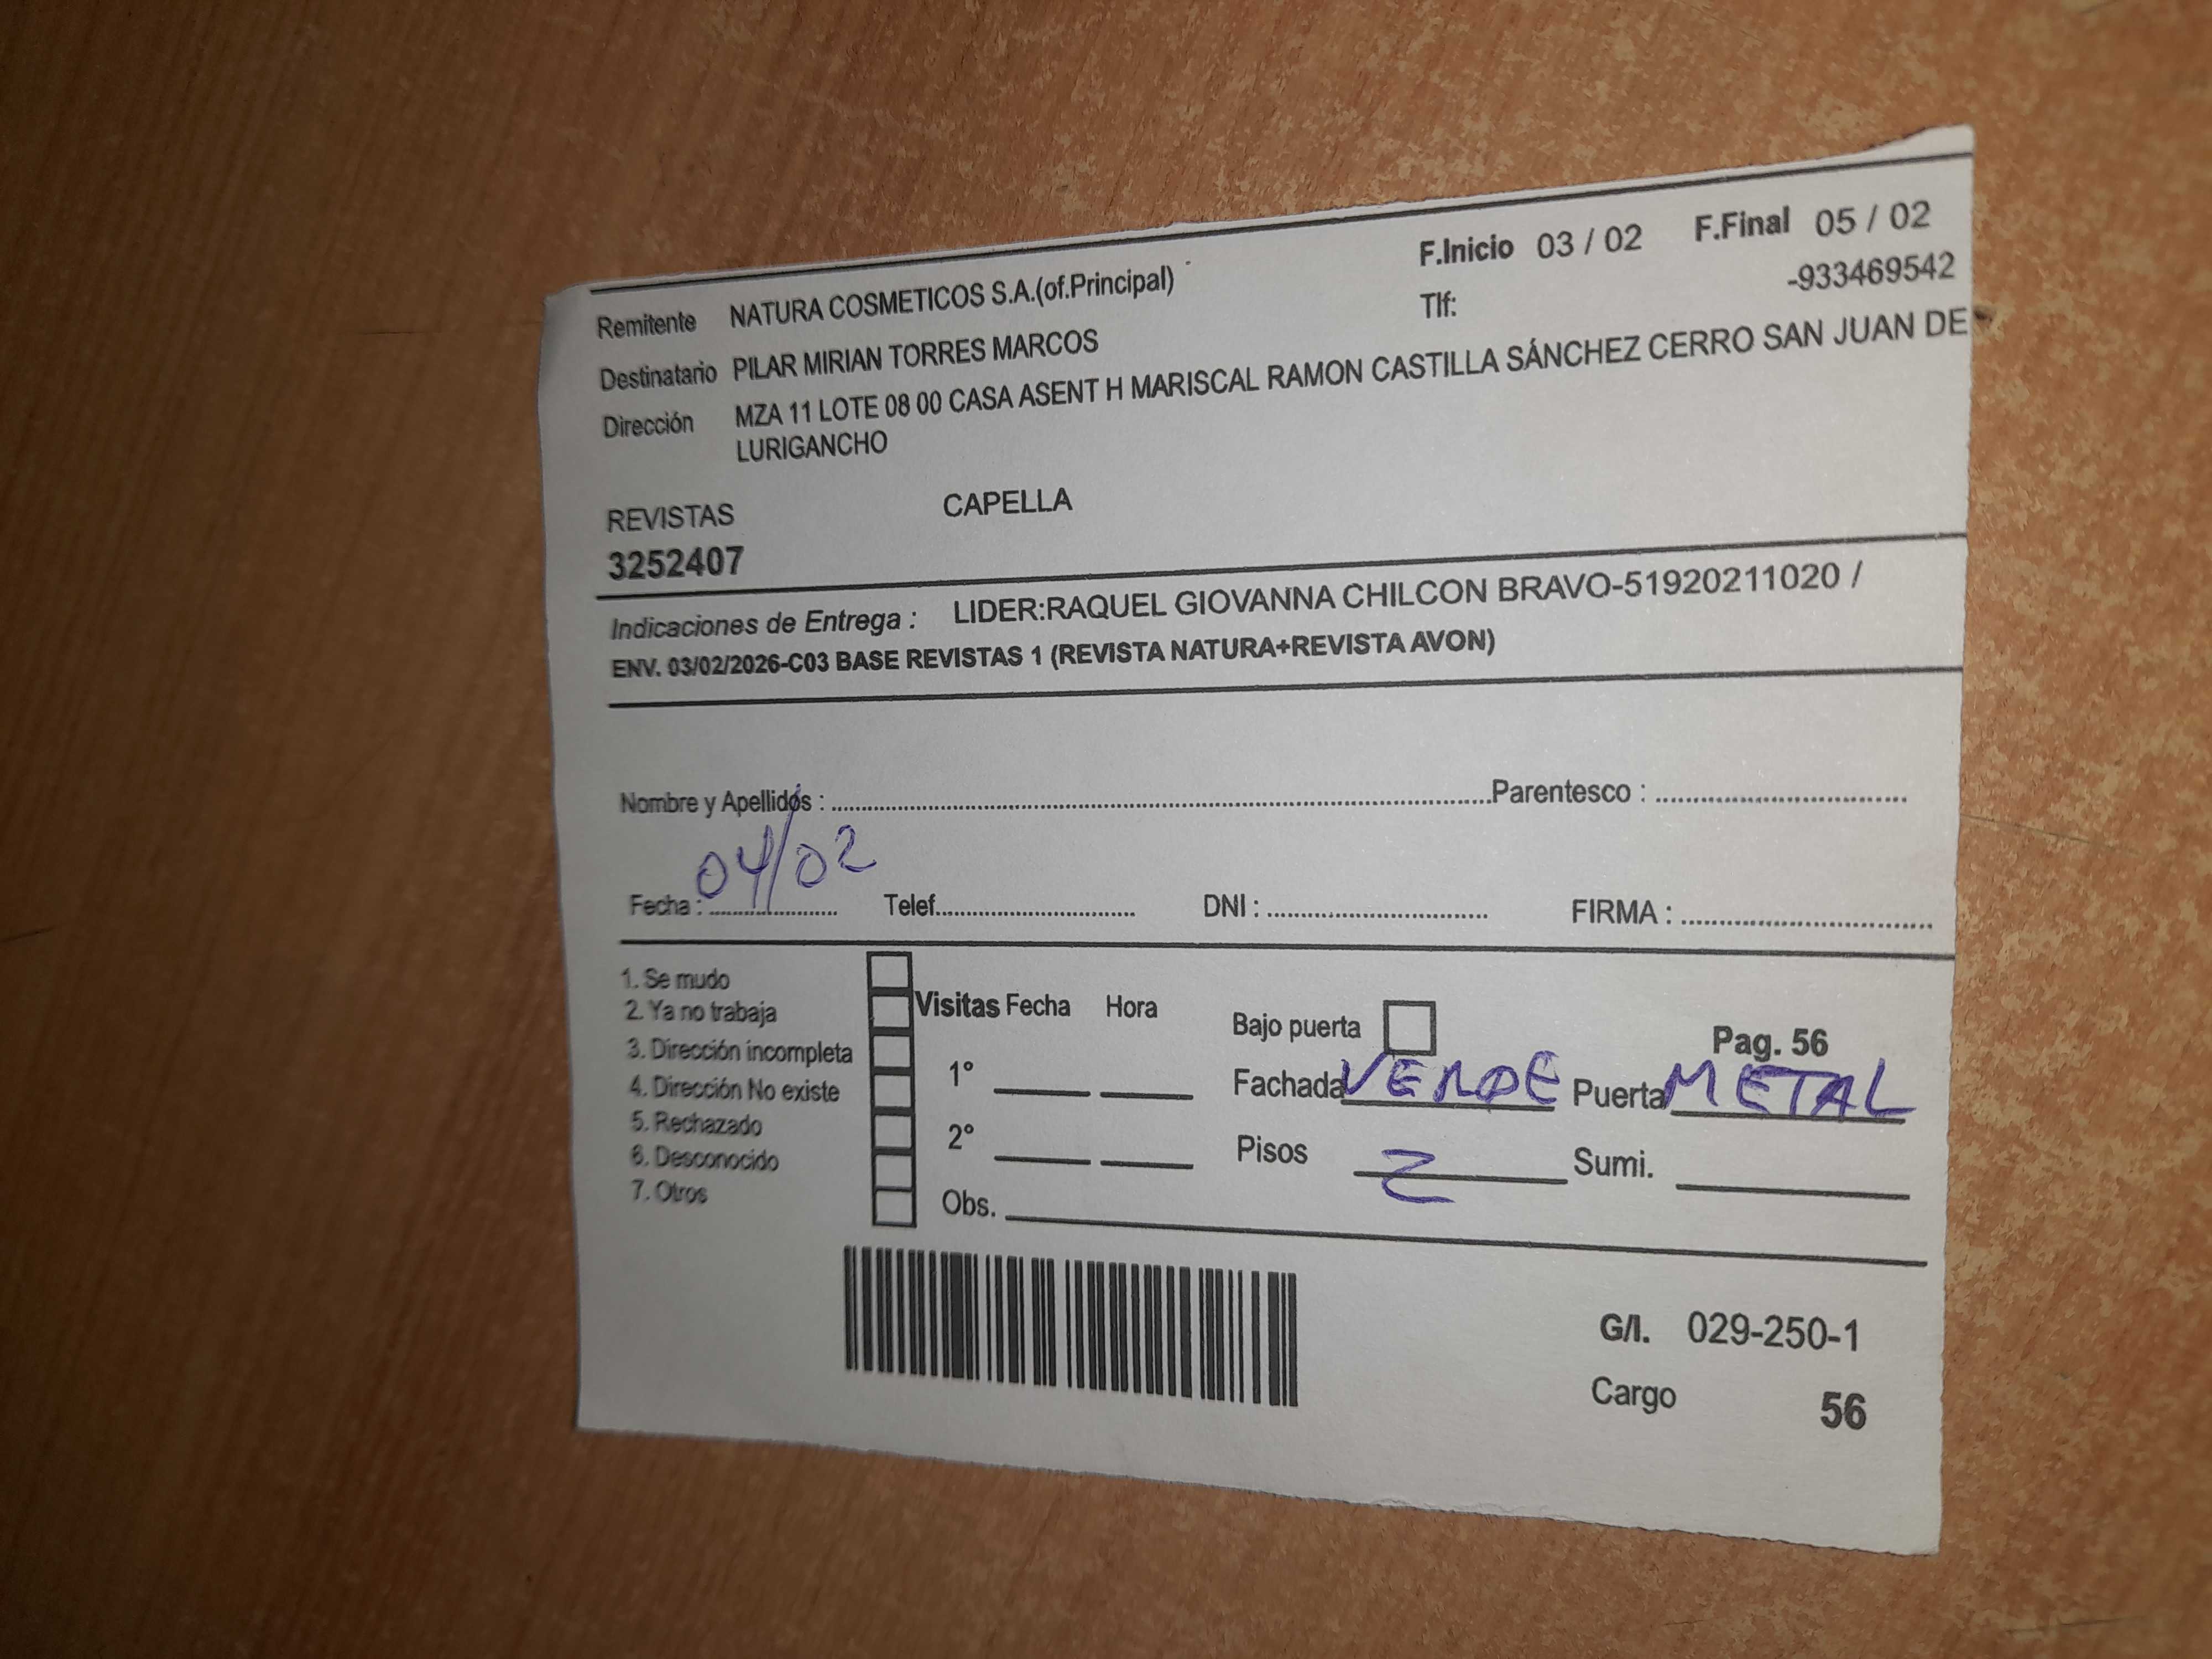 F.Inicio 03 / 02 F.Final 05 / 02
Remitente NATURA COSMETICOS S.A.(of.Principal) Tlf: -933469542
Destinatario PILAR MIRIAN TORRES MARCOS
Dirección MZA 11 LOTE 08 00 CASA ASENT H MARISCAL RAMON CASTILLA SÁNCHEZ CERRO SAN JUAN DE
LURIGANCHO
REVISTAS CAPELLA
3252407
Indicaciones de Entrega : LIDER:RAQUEL GIOVANNA CHILCON BRAVO-51920211020 /
ENV. 03/02/2026-C03 BASE REVISTAS 1 (REVISTA NATURA+REVISTA AVON)
Nombre y Apellidos : Parentesco :
Fecha : 04/02 Telef. DNI : FIRMA :
1. Se mudo
2. Ya no trabaja
3. Dirección incompleta
4. Dirección No existe
5. Rechazado
6. Desconocido
7. Otros
Visitas Fecha Hora
1°
2°
Obs.
Bajo puerta Pag. 56
Fachada VERDE Puerta METAL
Pisos 2 Sumi.
G/I. 029-250-1
Cargo 56